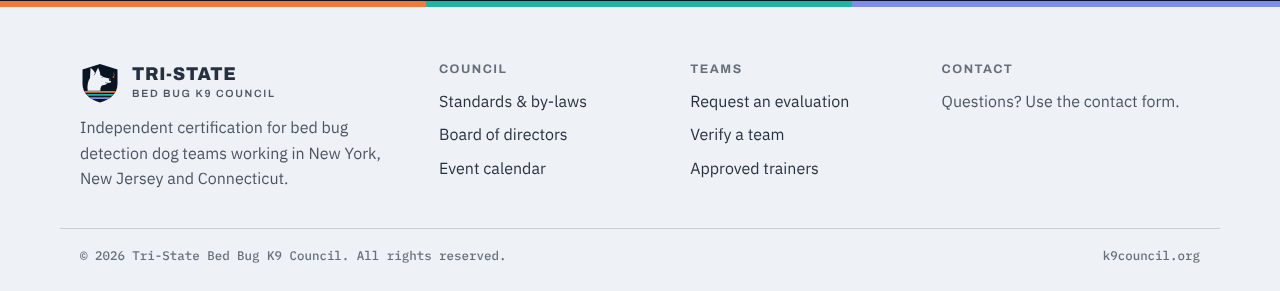 TRI-STATE
BED BUG K9 COUNCIL
Independent certification for bed bug
detection dog teams working in New York,
New Jersey and Connecticut.
COUNCIL
Standards & by-laws
Board of directors
Event calendar
TEAMS
Request an evaluation
Verify a team
Approved trainers
CONTACT
Questions? Use the contact form.
© 2026 Tri-State Bed Bug K9 Council. All rights reserved.
k9council.org